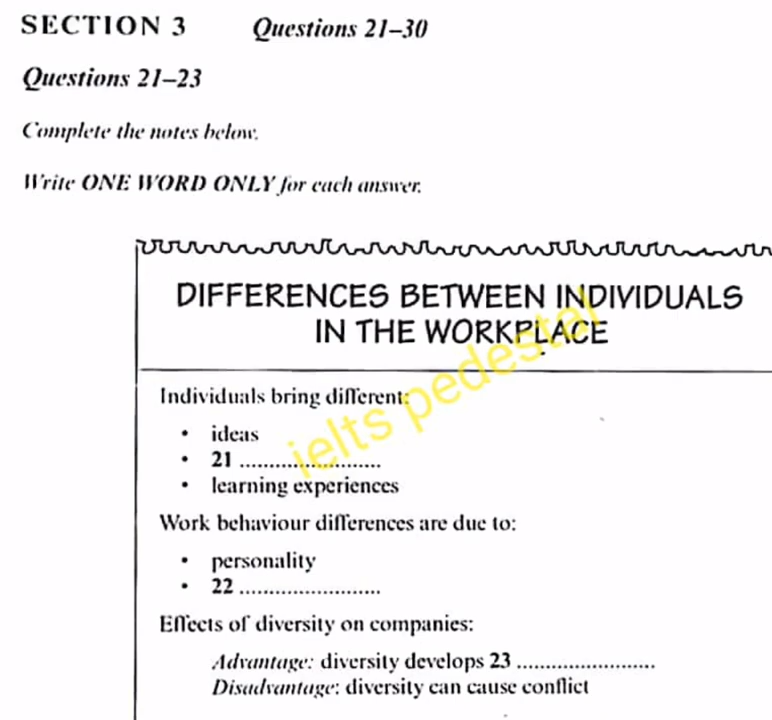 SECTION 3 Questions 21–30
Questions 21–23
Complete the notes below.
Write ONE WORD ONLY for each answer.
DIFFERENCES BETWEEN INDIVIDUALS
IN THE WORKPLACE
ielts pedestal
Individuals bring different:
• ideas
• 21 ........................
• learning experiences
Work behaviour differences are due to:
• personality
• 22 ........................
Effects of diversity on companies:
Advantage: diversity develops 23 ........................
Disadvantage: diversity can cause conflict